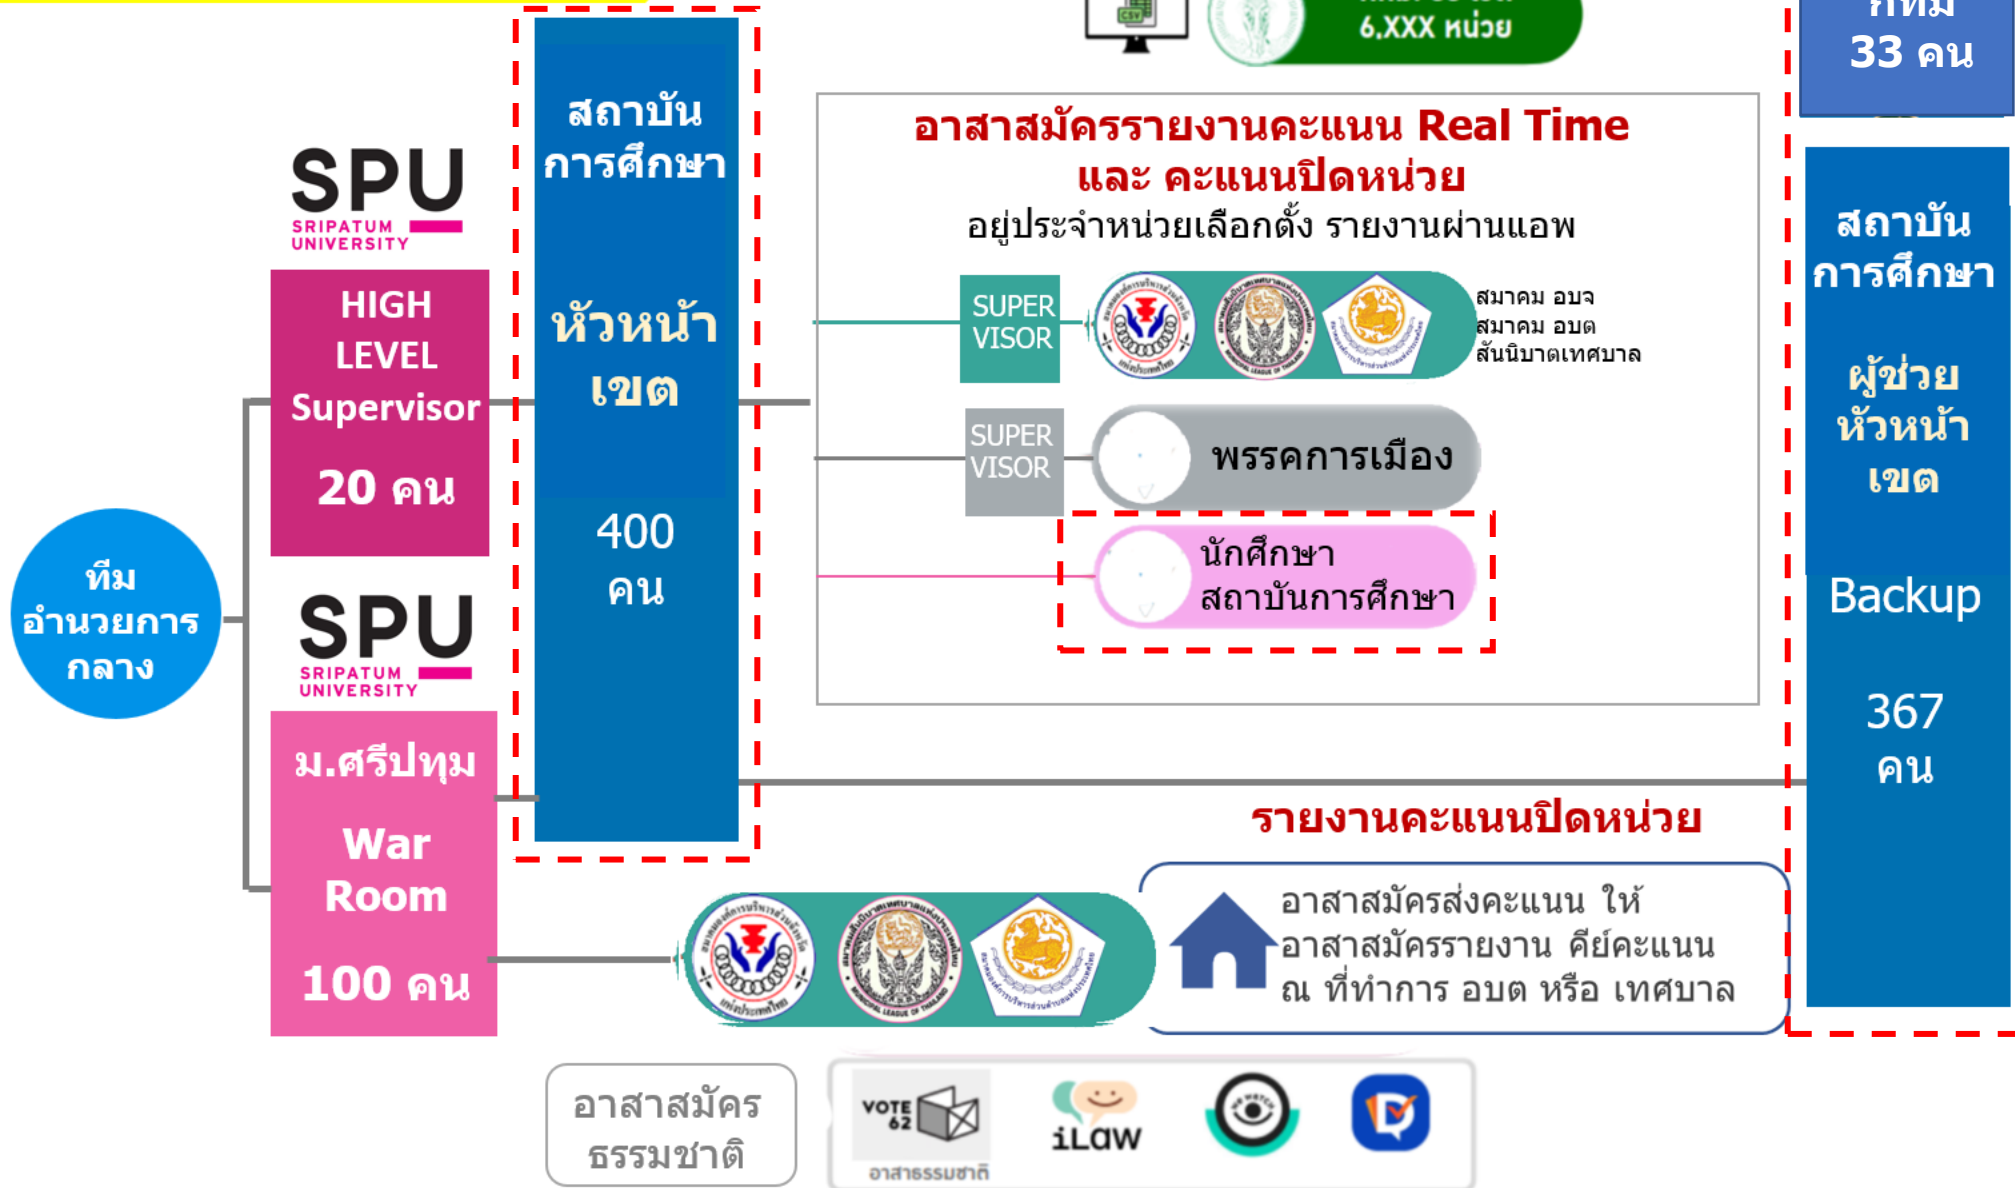 CSV
6.XXX หน่วย
กทม
33 คน
สถาบัน
การศึกษา
หัวหน้า
เขต
400
คน
SPU
SRIPATUM
UNIVERSITY
HIGH
LEVEL
Supervisor
20 คน
ทีม
อำนวยการ
กลาง
SPU
SRIPATUM
UNIVERSITY
ม.ศรีปทุม
War
Room
100 คน
อาสาสมัครรายงานคะแนน Real Time
และ คะแนนปิดหน่วย
อยู่ประจำหน่วยเลือกตั้ง รายงานผ่านแอพ
SUPER
VISOR
สมาคม อบจ
สมาคม อบต
สันนิบาตเทศบาล
SUPER
VISOR
พรรคการเมือง
นักศึกษา
สถาบันการศึกษา
สถาบัน
การศึกษา
ผู้ช่วย
หัวหน้า
เขต
Backup
367
คน
รายงานคะแนนปิดหน่วย
อาสาสมัครส่งคะแนน ให้
อาสาสมัครรายงาน คีย์คะแนน
ณ ที่ทำการ อบต หรือ เทศบาล
อาสาสมัคร
ธรรมชาติ
VOTE
62
อาสาธรรมชาติ
iLaw